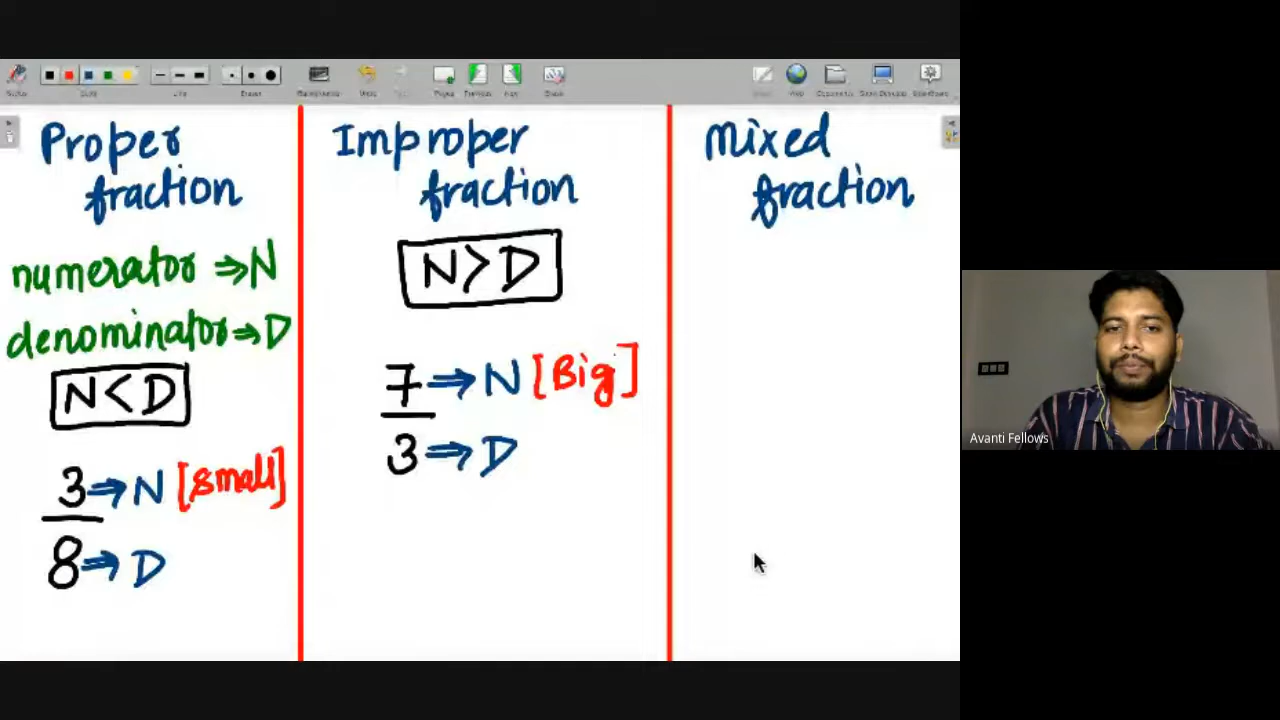 Proper
fraction
numerator ⇒ N
denominator ⇒ D
N < D
3 ⇒ N [small]
8 ⇒ D
Improper
fraction
N > D
7 ⇒ N [Big]
3 ⇒ D
Mixed
fraction
Avanti Fellows